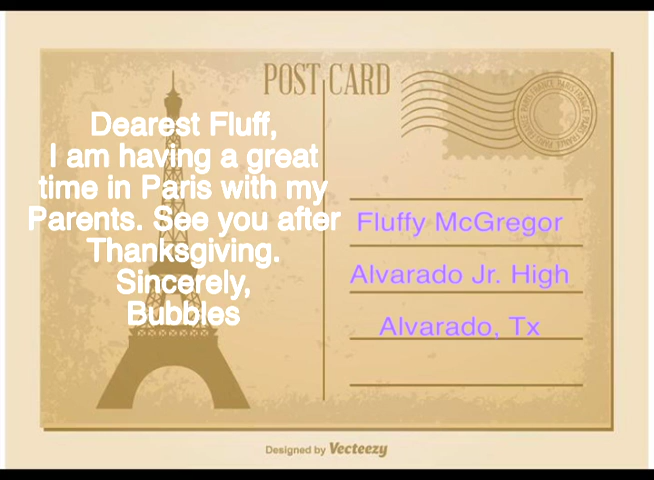 POST CARD
Dearest Fluff,
I am having a great
time in Paris with my
Parents. See you after
Thanksgiving.
Sincerely,
Bubbles
Fluffy McGregor
Alvarado Jr. High
Alvarado, Tx
Designed by Vecteezy